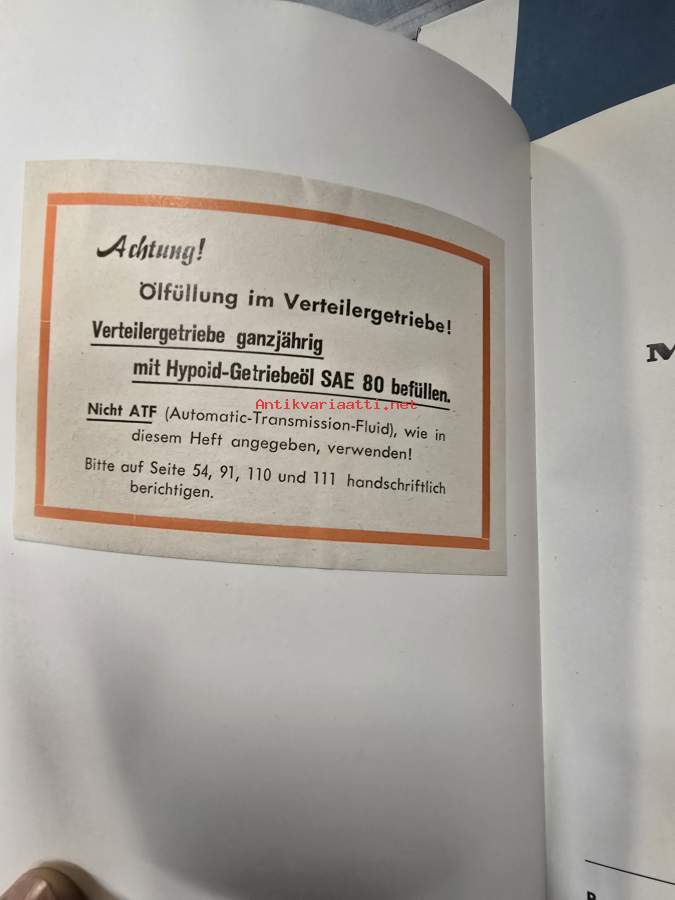 Achtung!
Ölfüllung im Verteilergetriebe!
Verteilergetriebe ganzjährig
mit Hypoid-Getriebeöl SAE 80 befüllen.
Antikvariaatti.net
Nicht ATF (Automatic-Transmission-Fluid), wie in
diesem Heft angegeben, verwenden!
Bitte auf Seite 54, 91, 110 und 111 handschriftlich
berichtigen.